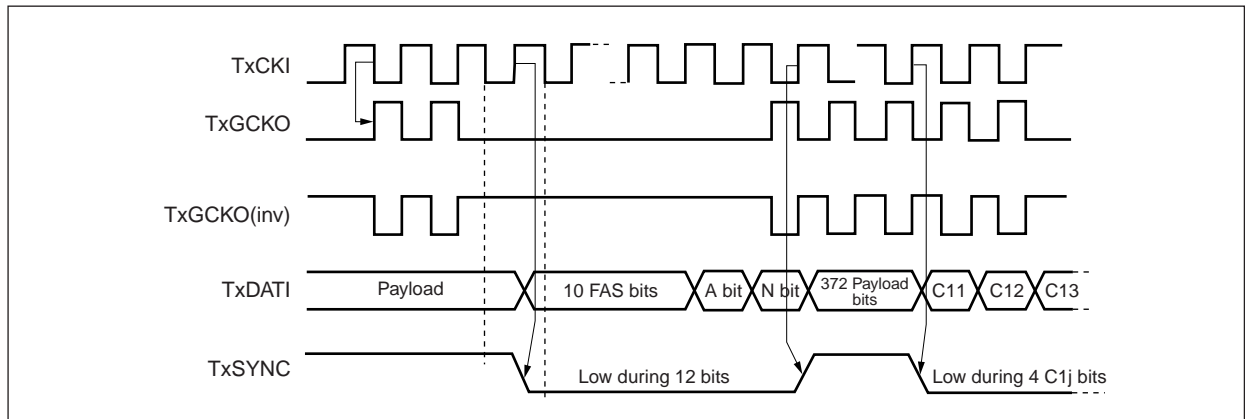 TxCKI
TxGCKO
TxGCKO(inv)
TxDATI
Payload
10 FAS bits
A bit
N bit
372 Payload
bits
C11
C12
C13
TxSYNC
Low during 12 bits
Low during 4 C1j bits